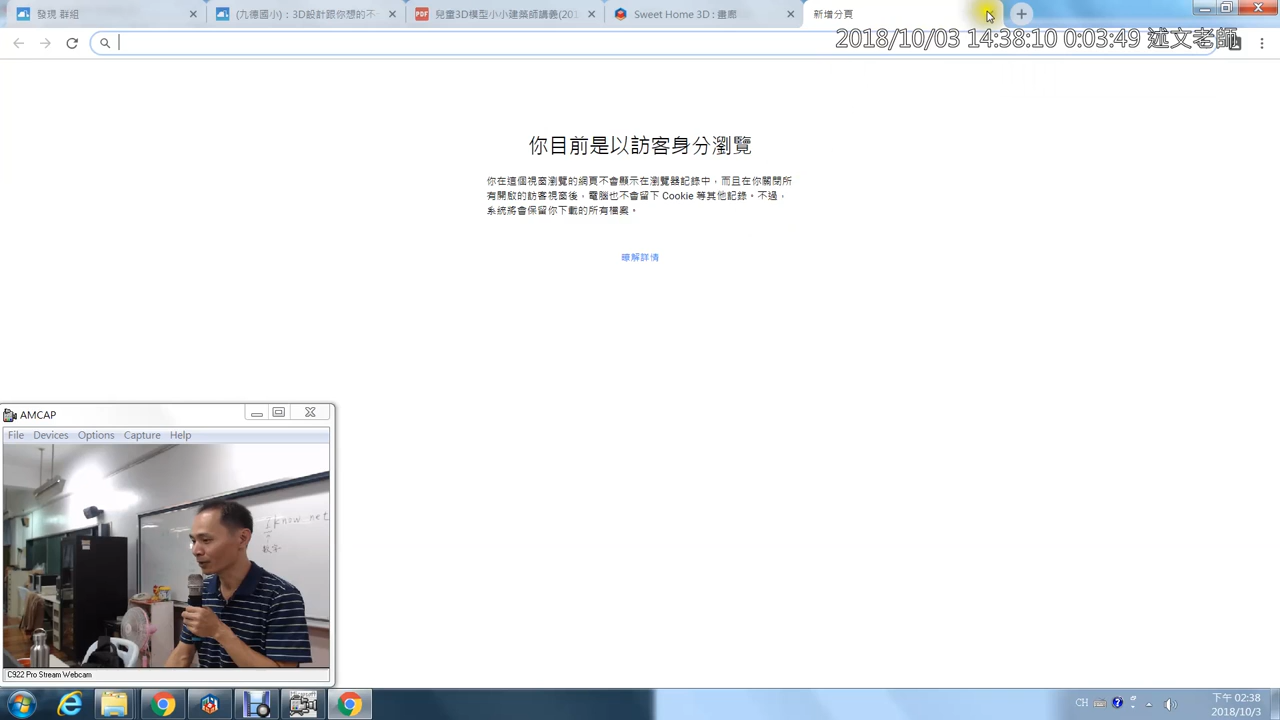 發現 群組
(九德國小)：3D設計跟你想的不
兒童3D模型小小建築師講義(201
Sweet Home 3D : 畫廊
新增分頁
2018/10/03 14:38:10 0:03:49 述文老師
你目前是以訪客身分瀏覽
你在這個視窗瀏覽的網頁不會顯示在瀏覽器記錄中，而且在你關閉所
有開啟的訪客視窗後，電腦也不會留下 Cookie 等其他記錄。不過，
系統將會保留你下載的所有檔案。
瞭解詳情
AMCAP
File Devices Options Capture Help
iknow.net
數字
C922 Pro Stream Webcam
CH
下午 02:38
2018/10/3